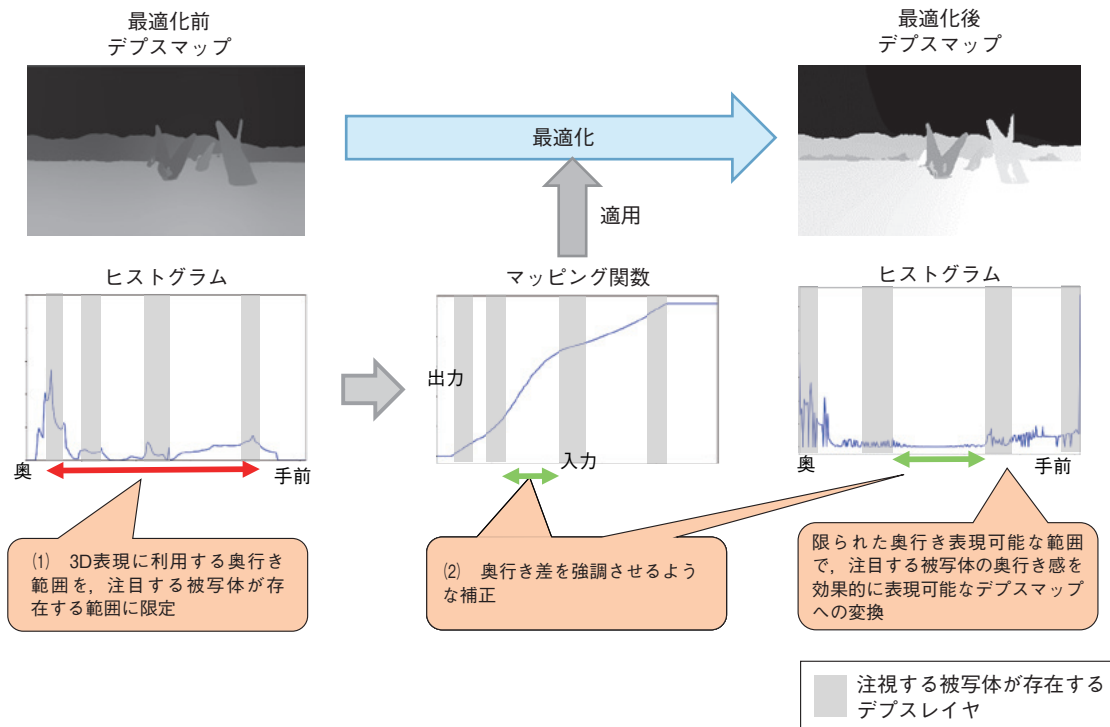 最適化前
デプスマップ
最適化後
デプスマップ
最適化
適用
ヒストグラム
マッピング関数
ヒストグラム
出力
入力
奥
手前
奥
手前
⑴　3D表現に利用する奥行き
範囲を，注目する被写体が存
在する範囲に限定
⑵　奥行き差を強調させるよう
な補正
限られた奥行き表現可能な範囲
で，注目する被写体の奥行き感を
効果的に表現可能なデプスマップ
への変換
注視する被写体が存在する
デプスレイヤ